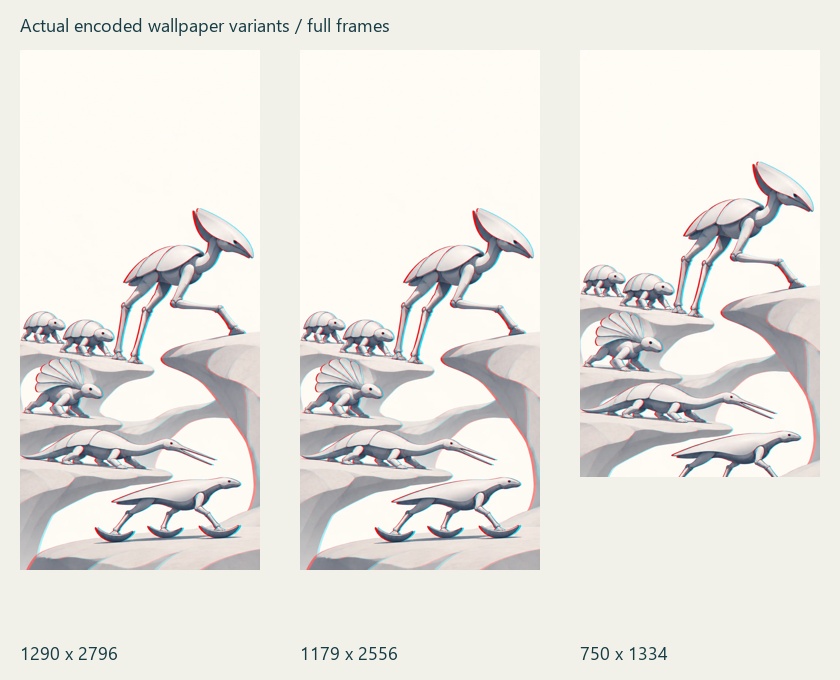 Actual encoded wallpaper variants / full frames
1290 x 2796
1179 x 2556
750 x 1334